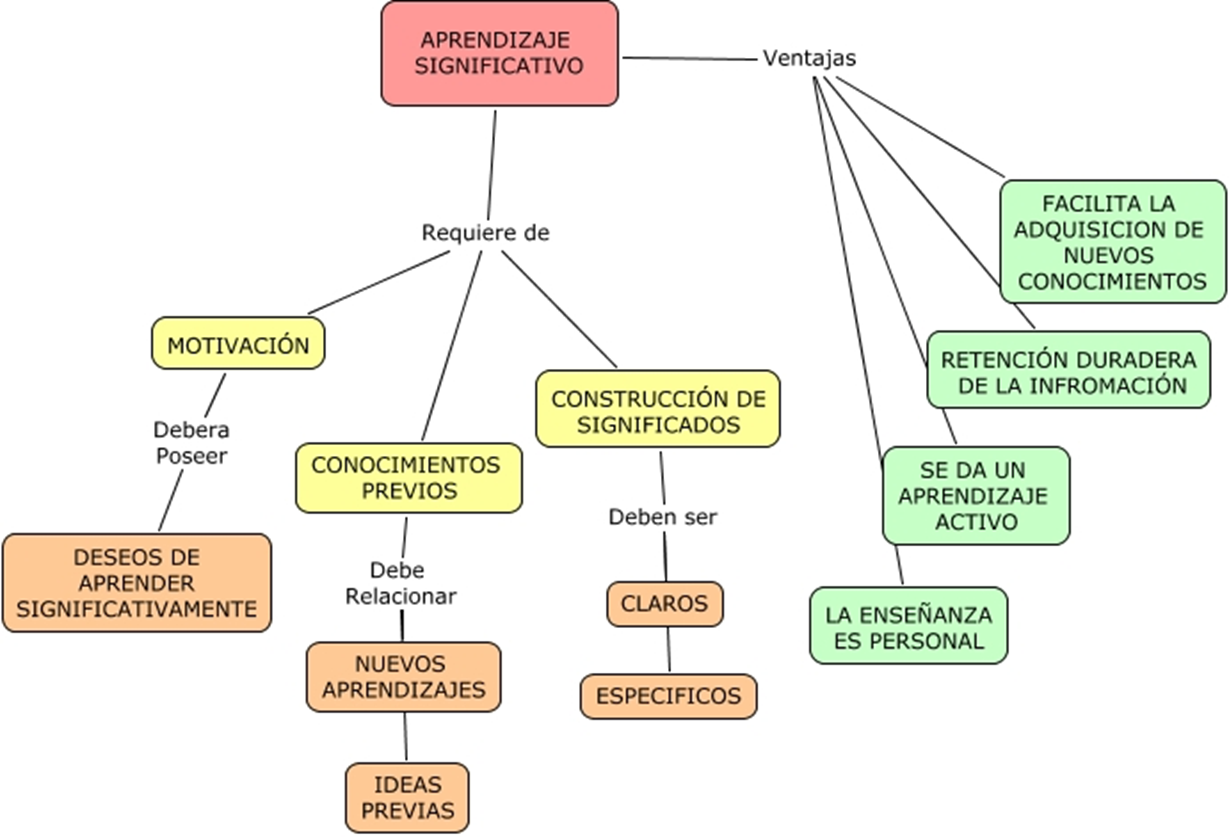 APRENDIZAJE
SIGNIFICATIVO
Ventajas
Requiere de
MOTIVACIÓN
Debera
Poseer
DESEOS DE
APRENDER
SIGNIFICATIVAMENTE
CONOCIMIENTOS
PREVIOS
Debe
Relacionar
NUEVOS
APRENDIZAJES
IDEAS
PREVIAS
CONSTRUCCIÓN DE
SIGNIFICADOS
Deben ser
CLAROS
ESPECIFICOS
FACILITA LA
ADQUISICION DE
NUEVOS
CONOCIMIENTOS
RETENCIÓN DURADERA
DE LA INFROMACIÓN
SE DA UN
APRENDIZAJE
ACTIVO
LA ENSEÑANZA
ES PERSONAL